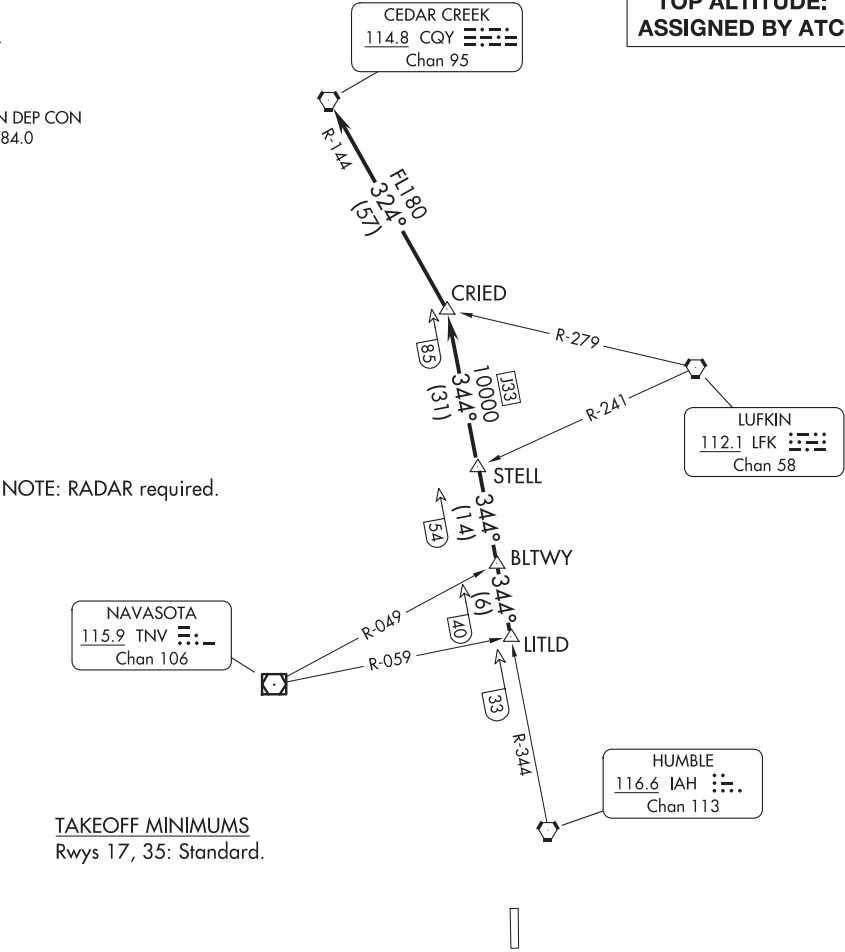 TOP ALTITUDE:
ASSIGNED BY ATC
CEDAR CREEK
114.8 CQY
Chan 95
N DEP CON
84.0
R-144
FL180
324°
(57)
CRIED
R-279
85
J33
10000
344°
(31)
R-241
LUFKIN
112.1 LFK
Chan 58
STELL
NOTE: RADAR required.
344°
(14)
54
BLTWY
344°
(6)
40
NAVASOTA
115.9 TNV
Chan 106
R-049
R-059
LITLD
33
R-344
HUMBLE
116.6 IAH
Chan 113
TAKEOFF MINIMUMS
Rwys 17, 35: Standard.